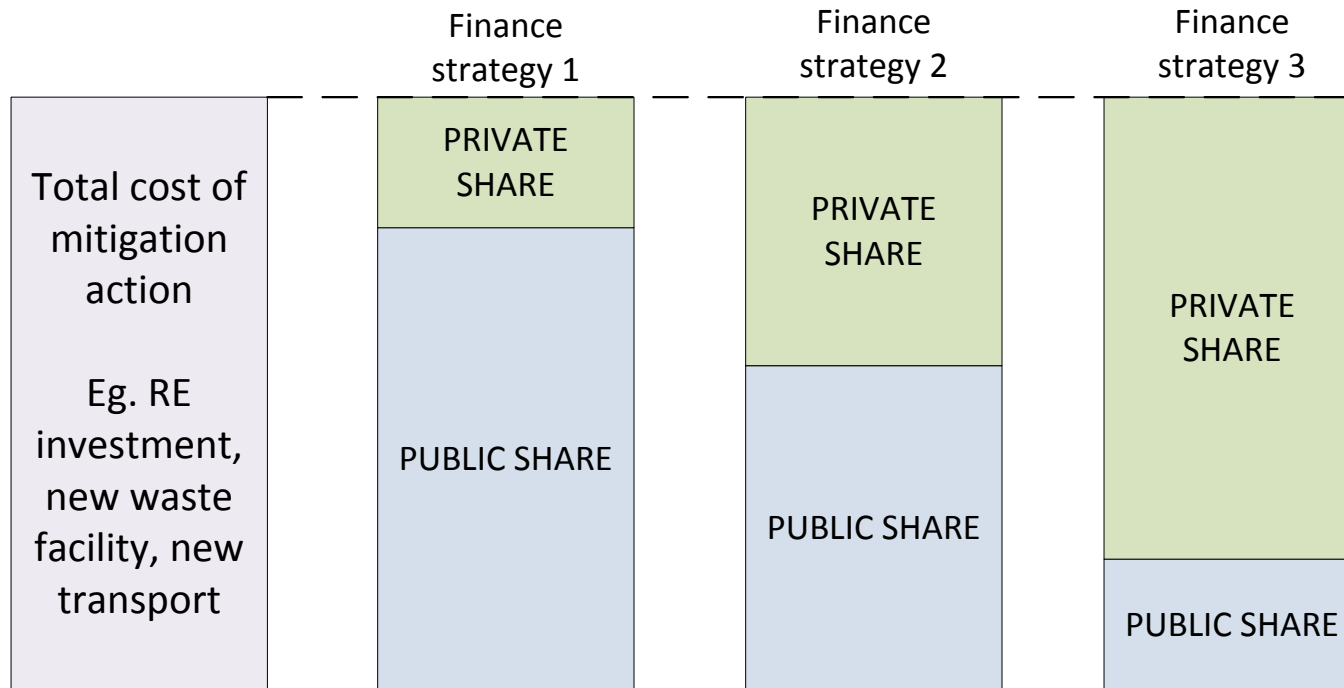 Finance
strategy 1
Finance
strategy 2
Finance
strategy 3
Total cost of
mitigation
action
Eg. RE
investment,
new waste
facility, new
transport
PRIVATE
SHARE
PUBLIC SHARE
PRIVATE
SHARE
PUBLIC SHARE
PRIVATE
SHARE
PUBLIC SHARE